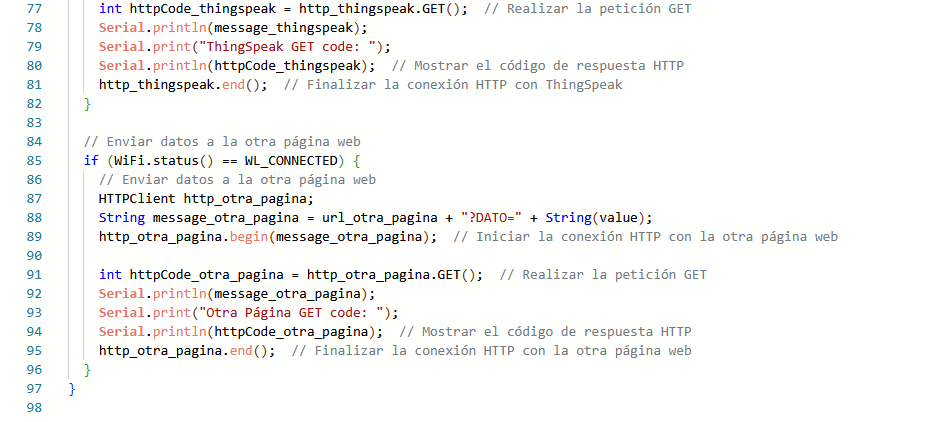 77 int httpCode_thingspeak = http_thingspeak.GET();  // Realizar la petición GET
78 Serial.println(message_thingspeak);
79 Serial.print("ThingSpeak GET code: ");
80 Serial.println(httpCode_thingspeak);  // Mostrar el código de respuesta HTTP
81 http_thingspeak.end();  // Finalizar la conexión HTTP con ThingSpeak
82 }
83
84 // Enviar datos a la otra página web
85 if (WiFi.status() == WL_CONNECTED) {
86 // Enviar datos a la otra página web
87 HTTPClient http_otra_pagina;
88 String message_otra_pagina = url_otra_pagina + "?DATO=" + String(value);
89 http_otra_pagina.begin(message_otra_pagina);  // Iniciar la conexión HTTP con la otra página web
90
91 int httpCode_otra_pagina = http_otra_pagina.GET();  // Realizar la petición GET
92 Serial.println(message_otra_pagina);
93 Serial.print("Otra Página GET code: ");
94 Serial.println(httpCode_otra_pagina);  // Mostrar el código de respuesta HTTP
95 http_otra_pagina.end();  // Finalizar la conexión HTTP con la otra página web
96 }
97 }
98